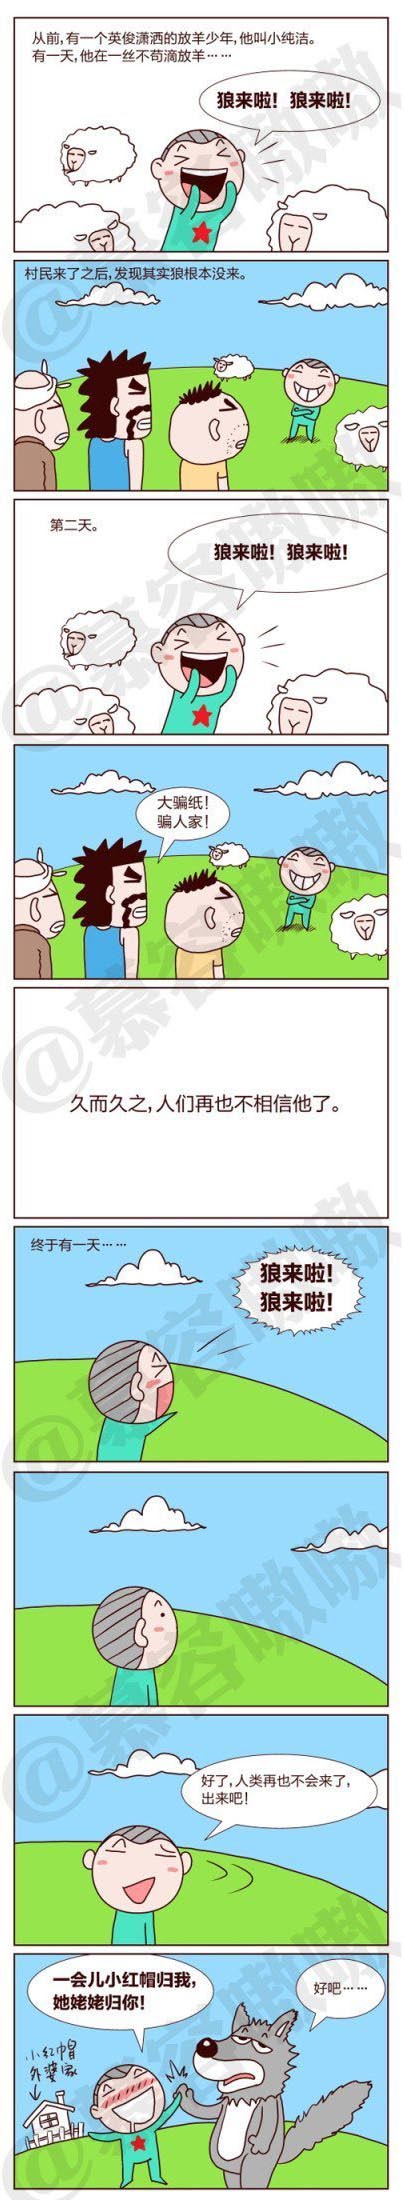 从前,有一个英俊潇洒的放羊少年,他叫小纯洁。
有一天,他在一丝不苟滴放羊……
狼来啦! 狼来啦!
村民来了之后,发现其实狼根本没来。
第二天。
狼来啦! 狼来啦!
大骗纸!
骗人家!
久而久之,人们再也不相信他了。
终于有一天……
狼来啦!
狼来啦!
好了,人类再也不会来了,
出来吧!
一会儿小红帽归我,
她姥姥归你!
好吧……
小红帽
外婆家
@慕容嗷嗷